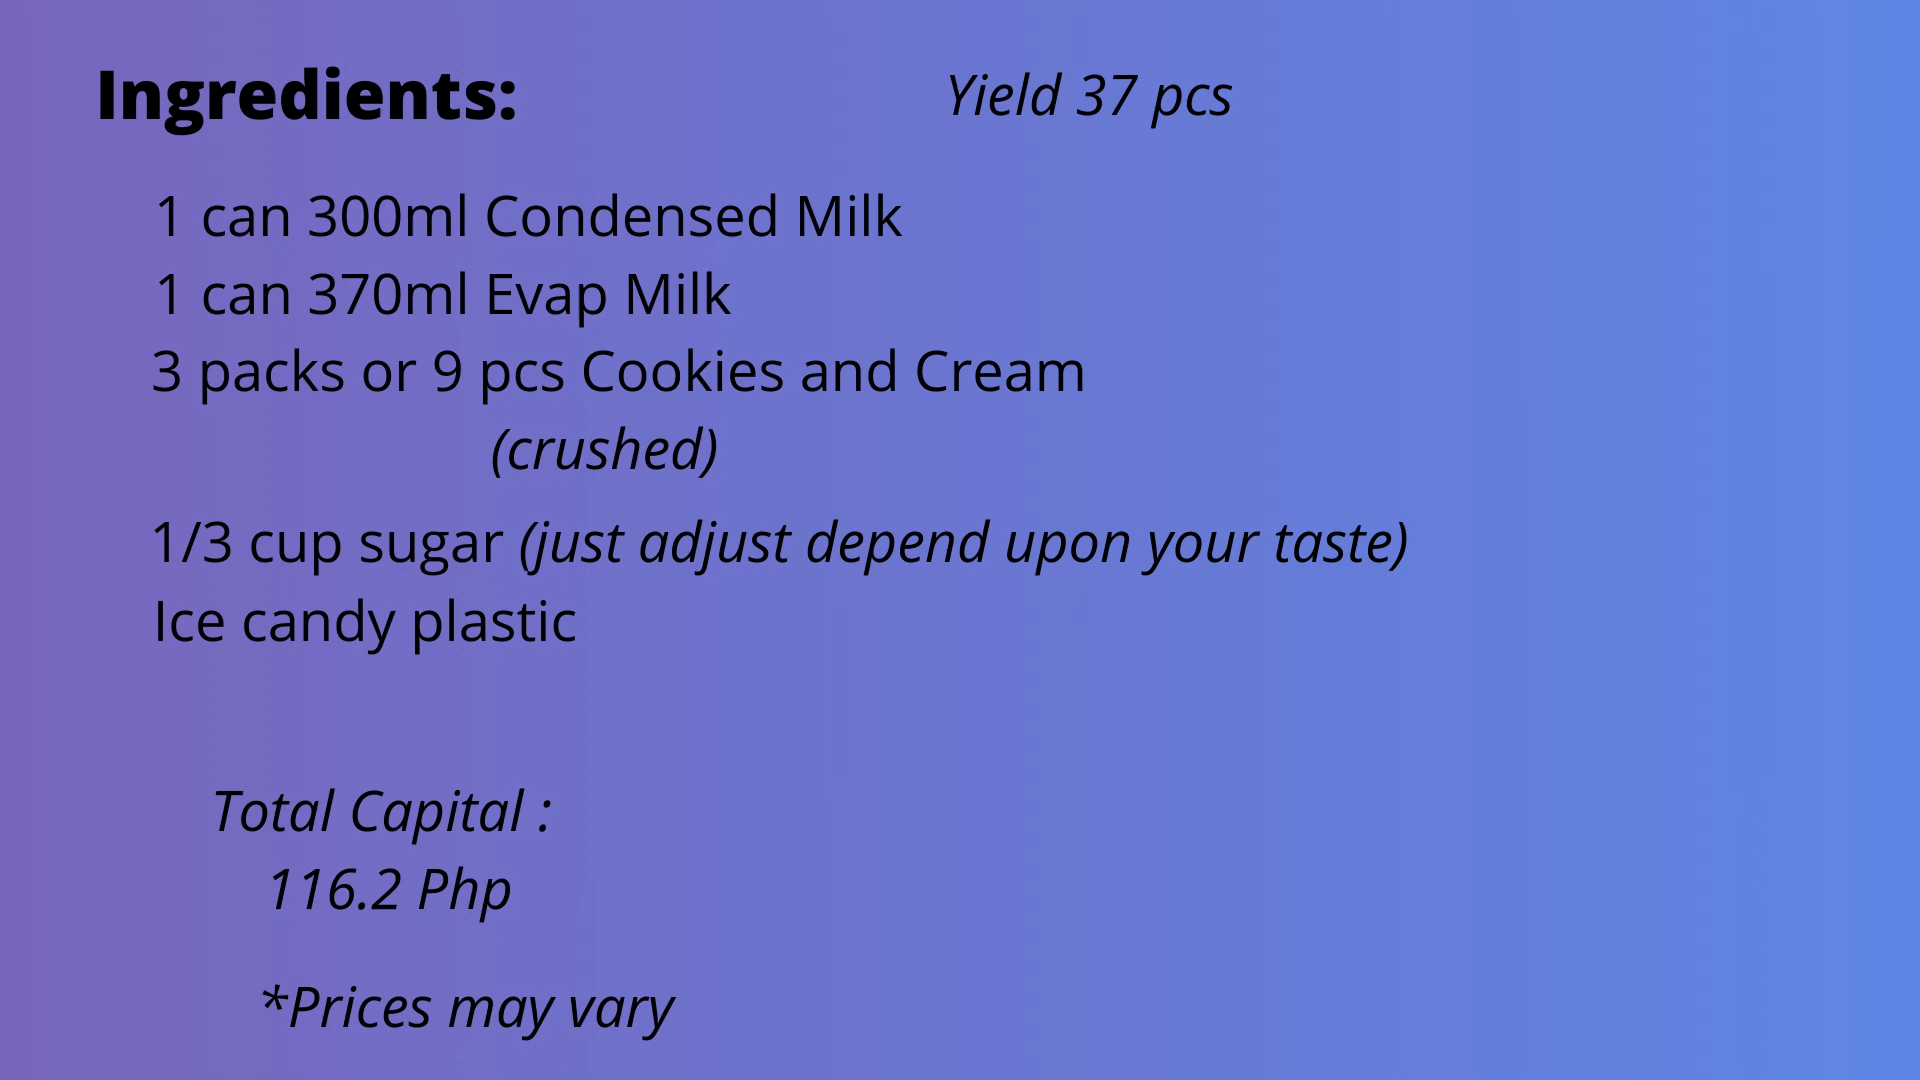 Ingredients:
Yield 37 pcs
1 can 300ml Condensed Milk
1 can 370ml Evap Milk
3 packs or 9 pcs Cookies and Cream
(crushed)
1/3 cup sugar (just adjust depend upon your taste)
Ice candy plastic
Total Capital :
116.2 Php
*Prices may vary